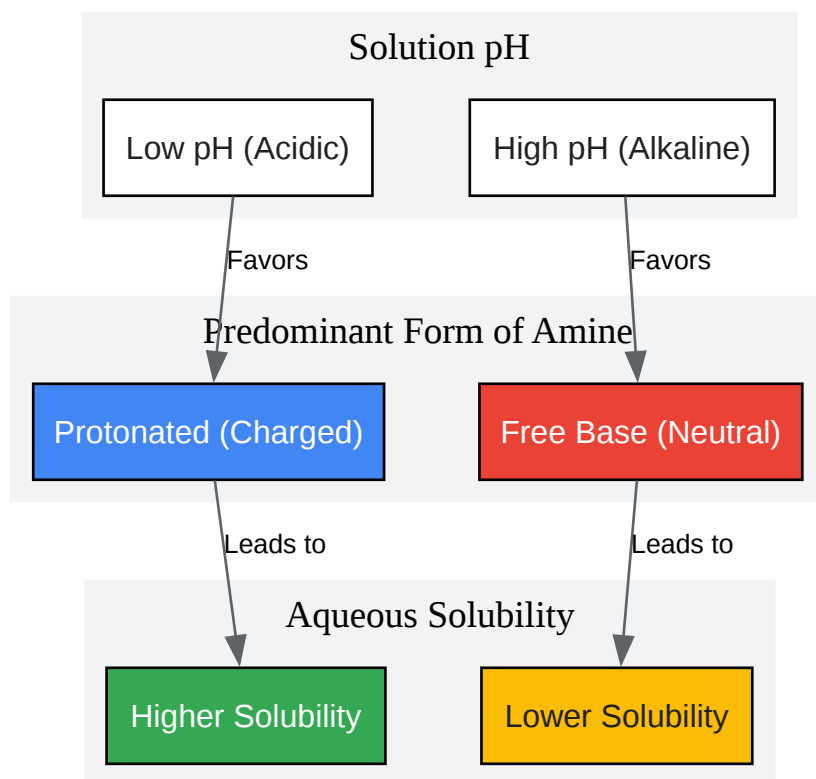 Solution pH
Low pH (Acidic)
High pH (Alkaline)
Favors
Favors
Predominant Form of Amine
Protonated (Charged)
Free Base (Neutral)
Leads to
Leads to
Aqueous Solubility
Higher Solubility
Lower Solubility